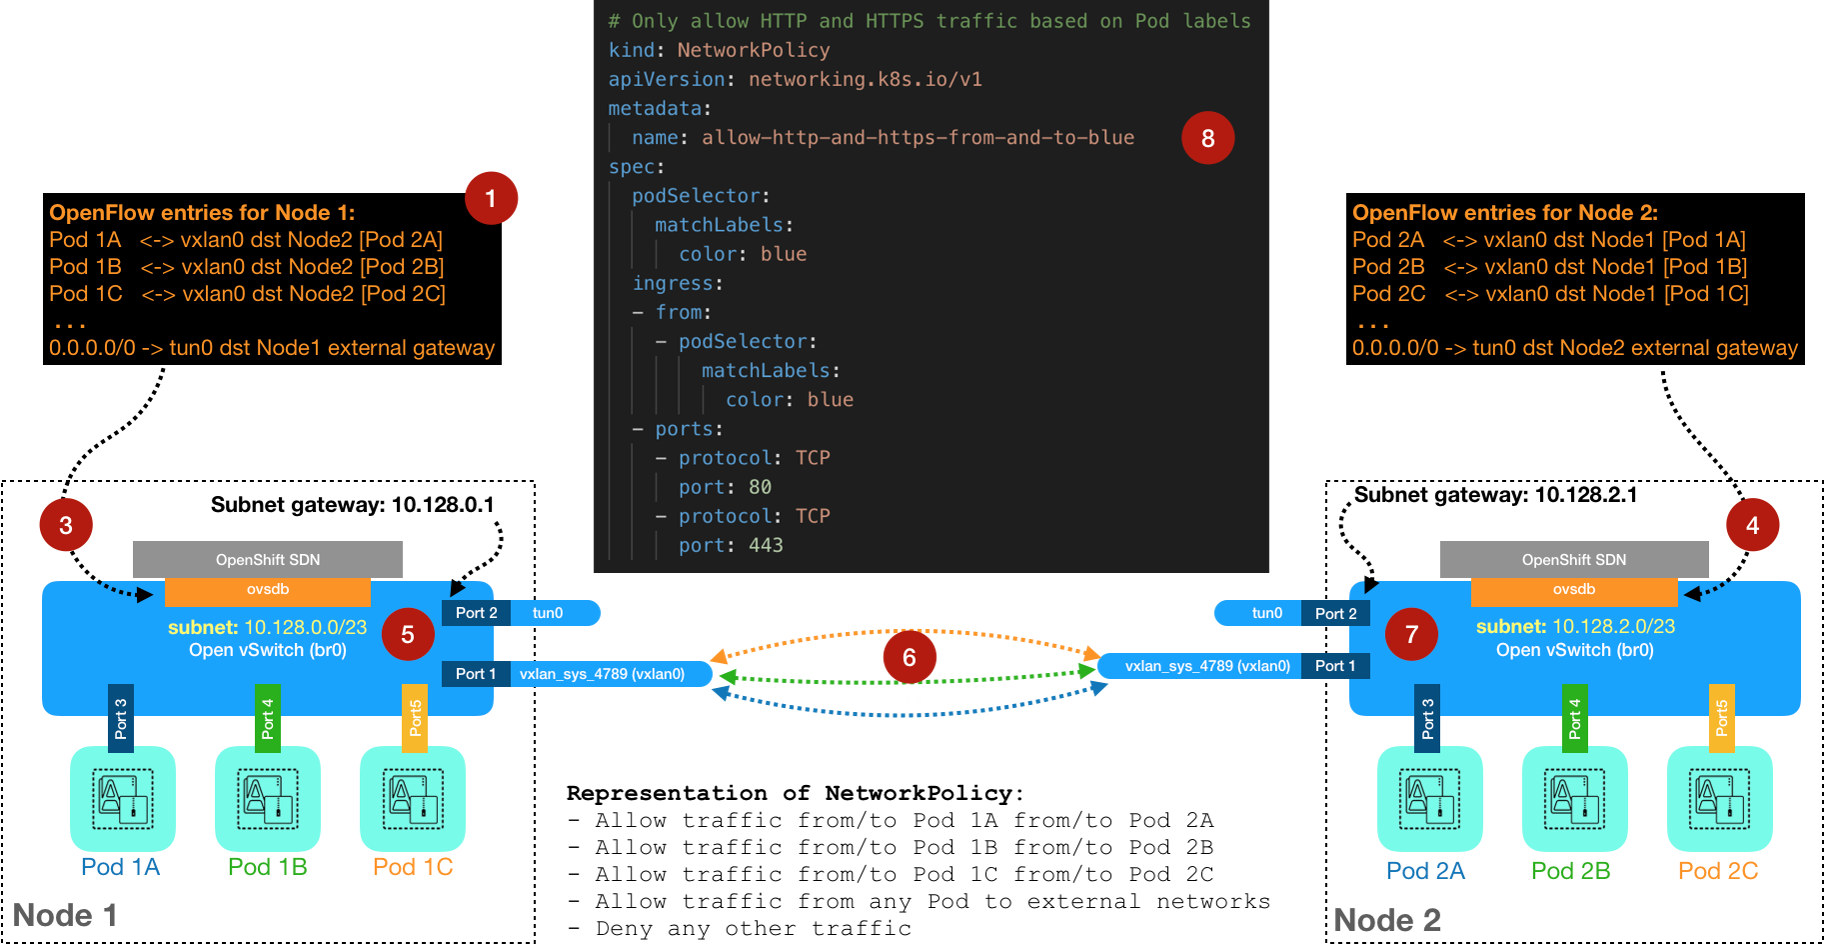 # Only allow HTTP and HTTPS traffic based on Pod labels
kind: NetworkPolicy
apiVersion: networking.k8s.io/v1
metadata:
name: allow-http-and-https-from-and-to-blue
8
spec:
podSelector:
matchLabels:
color: blue
ingress:
- from:
- podSelector:
matchLabels:
color: blue
- ports:
- protocol: TCP
port: 80
- protocol: TCP
port: 443
1
OpenFlow entries for Node 1:
Pod 1A <-> vxlan0 dst Node2 [Pod 2A]
Pod 1B <-> vxlan0 dst Node2 [Pod 2B]
Pod 1C <-> vxlan0 dst Node2 [Pod 2C]
...
0.0.0.0/0 -> tun0 dst Node1 external gateway
OpenFlow entries for Node 2:
Pod 2A <-> vxlan0 dst Node1 [Pod 1A]
Pod 2B <-> vxlan0 dst Node1 [Pod 1B]
Pod 2C <-> vxlan0 dst Node1 [Pod 1C]
...
0.0.0.0/0 -> tun0 dst Node2 external gateway
3
Subnet gateway: 10.128.0.1
OpenShift SDN
ovsdb
subnet: 10.128.0.0/23
Open vSwitch (br0)
5
Port 2 tun0
Port 1 vxlan_sys_4789 (vxlan0)
Port 3
Port 4
Port5
Pod 1A
Pod 1B
Pod 1C
Node 1
6
Subnet gateway: 10.128.2.1
4
OpenShift SDN
ovsdb
subnet: 10.128.2.0/23
Open vSwitch (br0)
7
tun0 Port 2
vxlan_sys_4789 (vxlan0) Port 1
Port 3
Port 4
Port5
Pod 2A
Pod 2B
Pod 2C
Node 2
Representation of NetworkPolicy:
- Allow traffic from/to Pod 1A from/to Pod 2A
- Allow traffic from/to Pod 1B from/to Pod 2B
- Allow traffic from/to Pod 1C from/to Pod 2C
- Allow traffic from any Pod to external networks
- Deny any other traffic